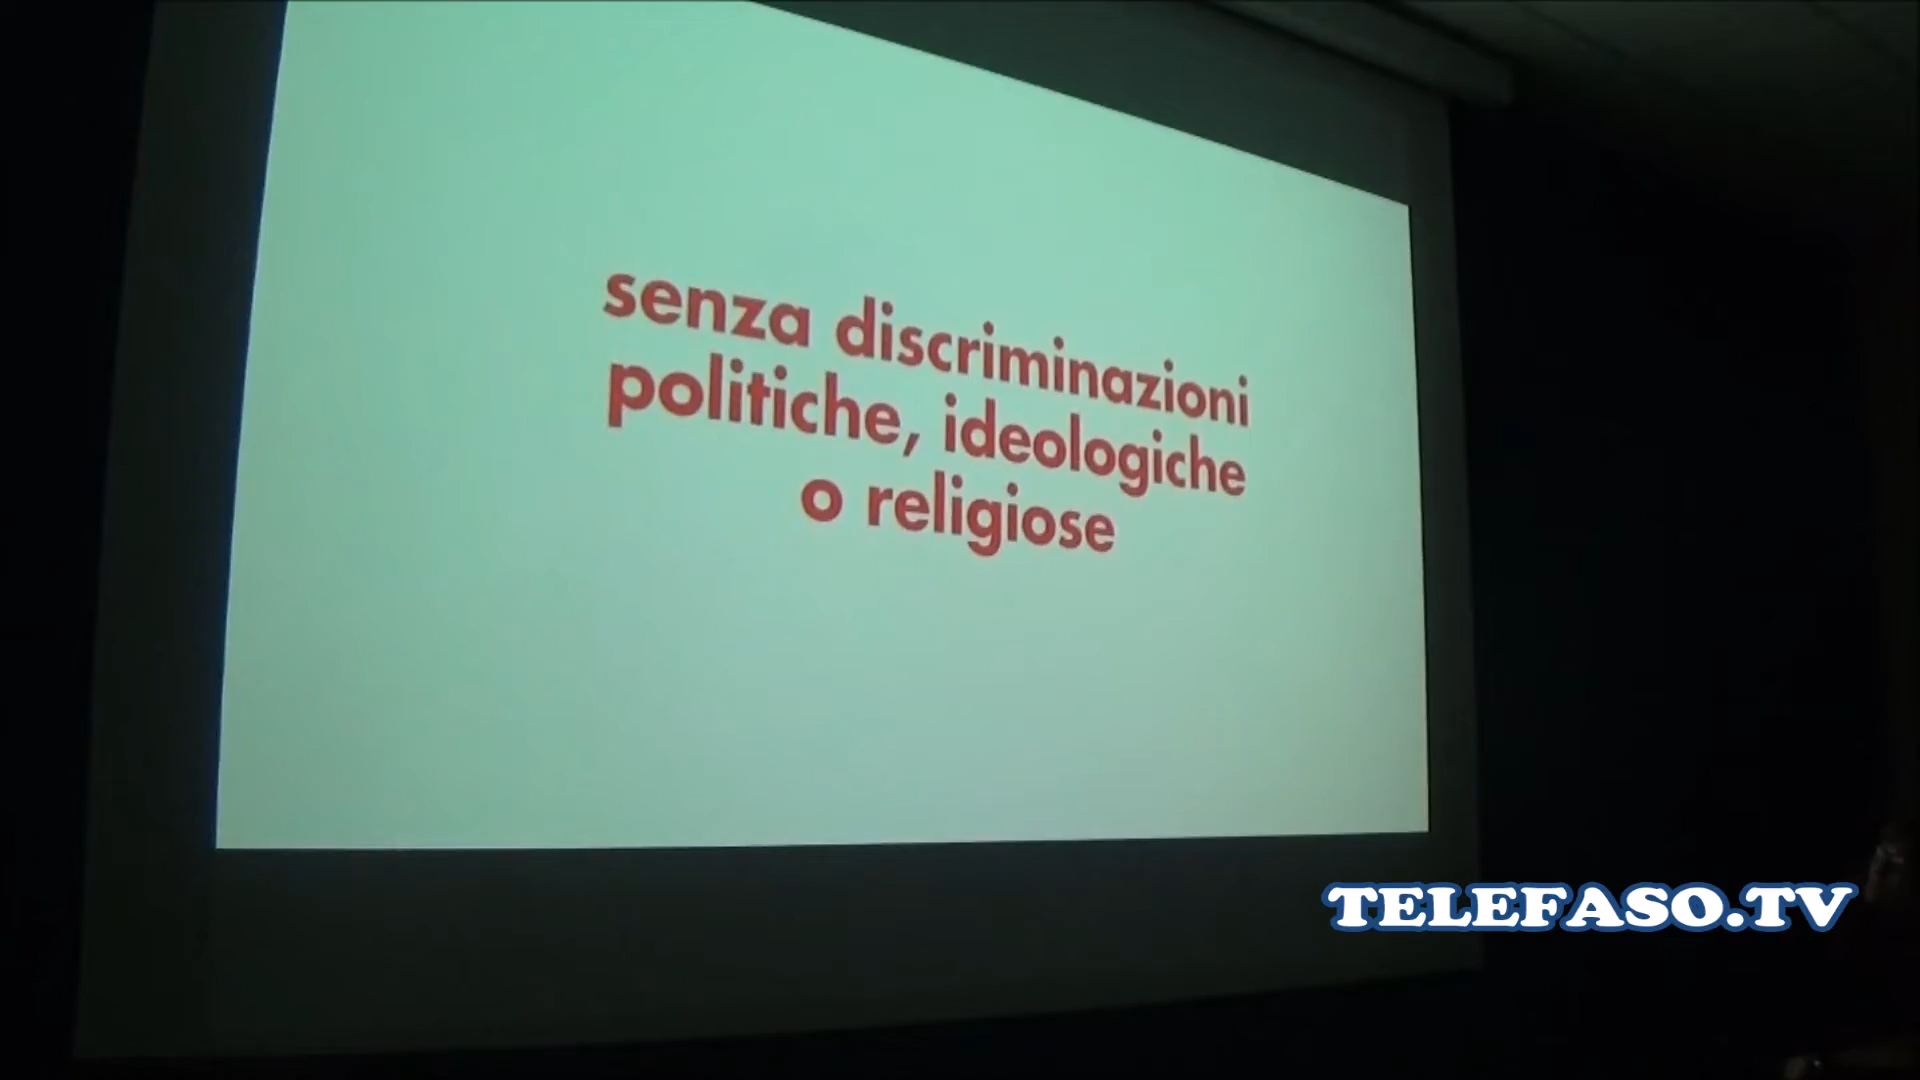 senza discriminazioni
politiche, ideologiche
o religiose
TELEFASO.TV